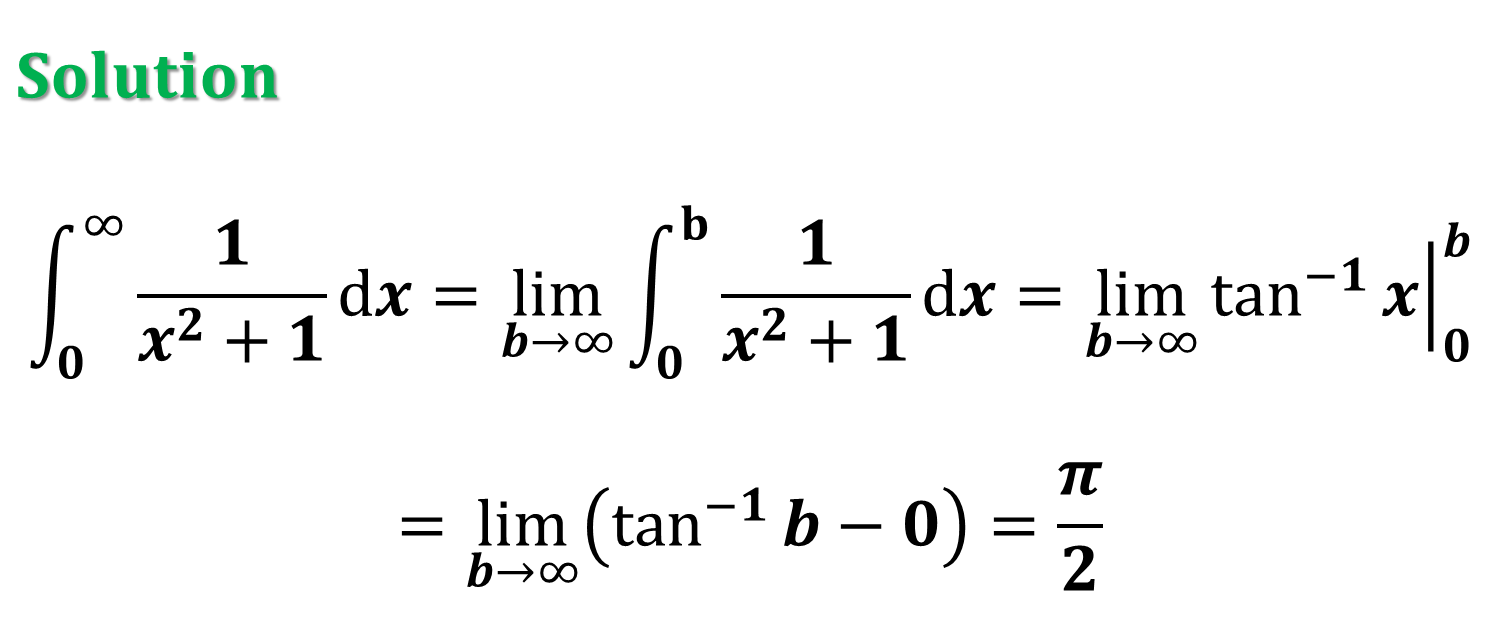 Solution
∫₀^∞ 1/(x² + 1) dx = lim_{b→∞} ∫₀^b 1/(x² + 1) dx = lim_{b→∞} tan⁻¹ x|₀^b
= lim_{b→∞} (tan⁻¹ b − 0) = π/2